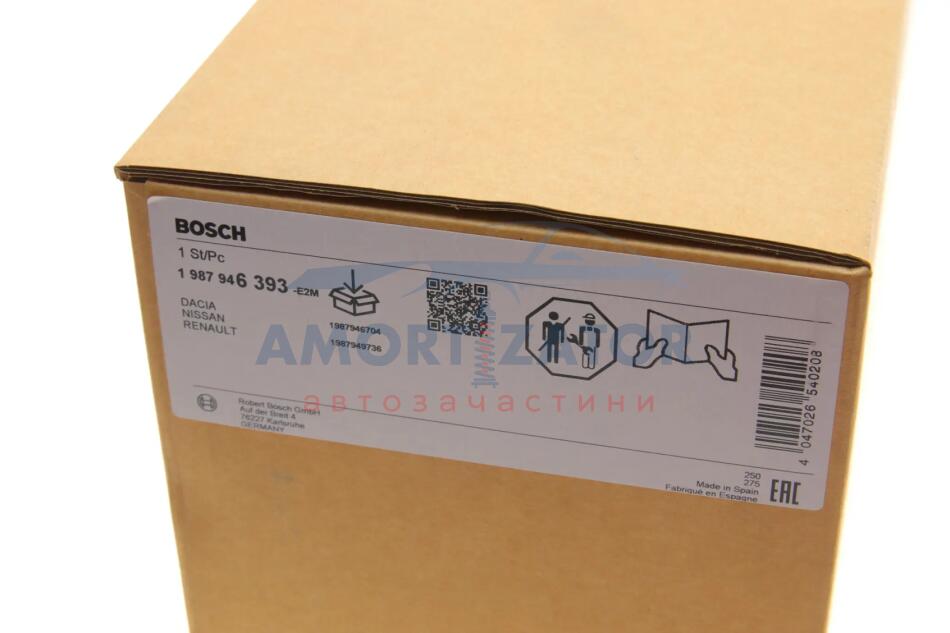 BOSCH
1 St/Pc
1 987 946 393 -E2M
DACIA
NISSAN
RENAULT
1987946704
1987949736
AMORTIZATOR
автозачастини
Robert Bosch GmbH
Auf der Breit 4
76227 Karlsruhe
GERMANY
4 047026 540208
250
275
Made in Spain
Fabriqué en Espagne
EAC